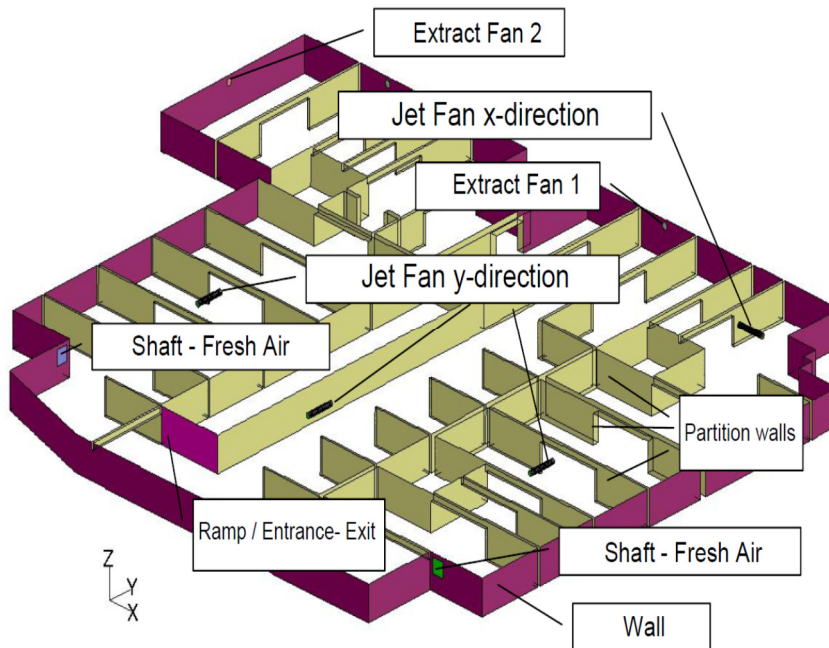 Extract Fan 2
Jet Fan x-direction
Extract Fan 1
Jet Fan y-direction
Shaft - Fresh Air
Partition walls
Ramp / Entrance- Exit
Shaft - Fresh Air
Wall
Z
Y
X